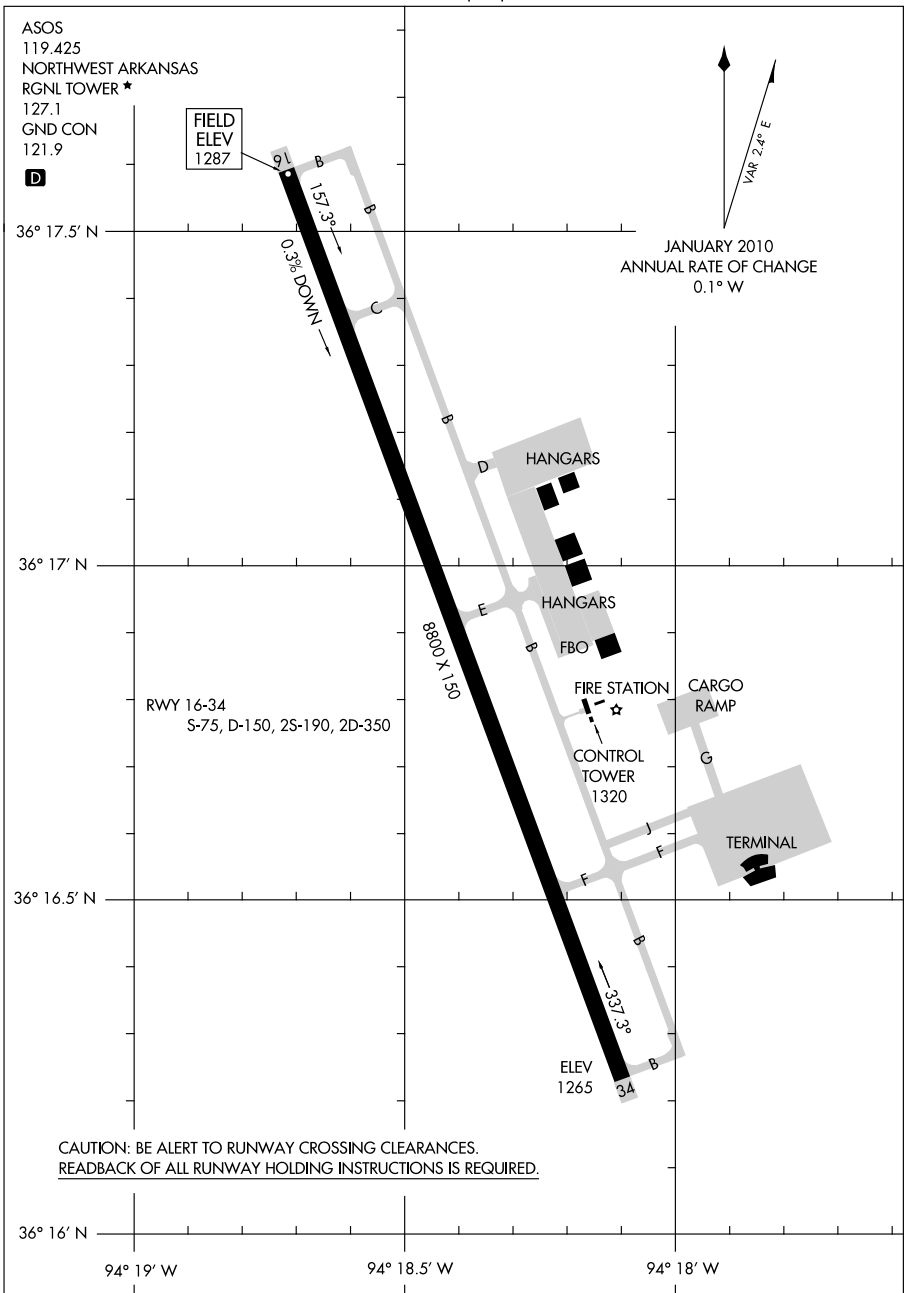 ASOS
119.425
NORTHWEST ARKANSAS
RGNL TOWER ★
127.1
GND CON
121.9
D
FIELD
ELEV
1287
16
B
157.3°
B
VAR 2.4° E
36° 17.5' N
JANUARY 2010
ANNUAL RATE OF CHANGE
0.1° W
0.3% DOWN
C
B
D
HANGARS
36° 17' N
HANGARS
E
B
FBO
8800 X 150
FIRE STATION
CARGO
RAMP
RWY 16-34
S-75, D-150, 2S-190, 2D-350
CONTROL
TOWER
1320
G
J
F
TERMINAL
F
36° 16.5' N
B
337.3°
ELEV
1265
B
34
CAUTION: BE ALERT TO RUNWAY CROSSING CLEARANCES.
READBACK OF ALL RUNWAY HOLDING INSTRUCTIONS IS REQUIRED.
36° 16' N
94° 19' W
94° 18.5' W
94° 18' W